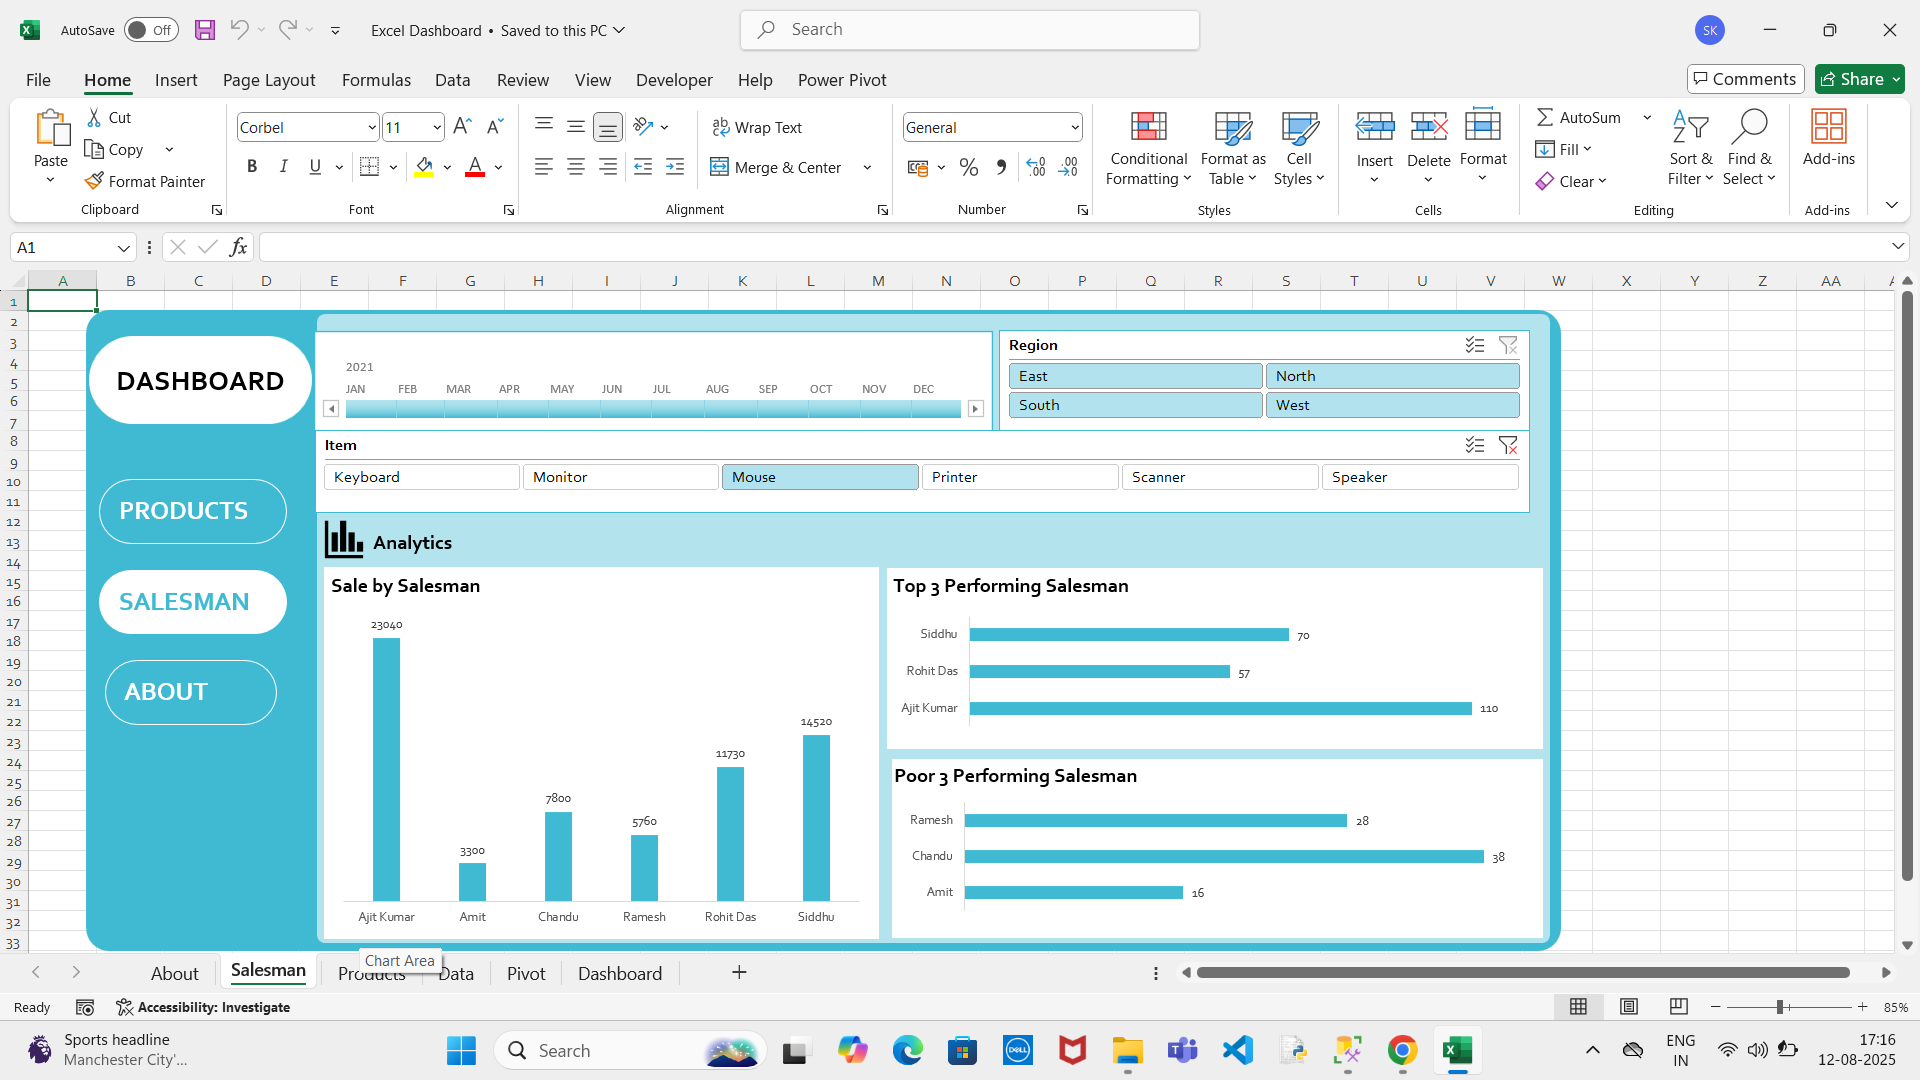 AutoSave Off Excel Dashboard • Saved to this PC Search SK
File Home Insert Page Layout Formulas Data Review View Developer Help Power Pivot Comments Share
Paste Cut Copy Format Painter Clipboard
Corbel 11 B I U A Font
ab Wrap Text Merge & Center Alignment
General % Number
Conditional Formatting Format as Table Cell Styles Styles
Insert Delete Format Cells
AutoSum Fill Clear Sort & Filter Find & Select Editing
Add-ins Add-ins
A1 fx
A B C D E F G H I J K L M N O P Q R S T U V W X Y Z AA
1
2
3
4
5
6
7
8
9
10
11
12
13
14
15
16
17
18
19
20
21
22
23
24
25
26
27
28
29
30
31
32
33
DASHBOARD
PRODUCTS
SALESMAN
ABOUT
2021
JAN FEB MAR APR MAY JUN JUL AUG SEP OCT NOV DEC
Region
East North
South West
Item
Keyboard Monitor Mouse Printer Scanner Speaker
Analytics
Sale by Salesman
23040
3300
7800
5760
11730
14520
Ajit Kumar Amit Chandu Ramesh Rohit Das Siddhu
Top 3 Performing Salesman
Siddhu 70
Rohit Das 57
Ajit Kumar 110
Poor 3 Performing Salesman
Ramesh 28
Chandu 38
Amit 16
Chart Area
About Salesman Products Data Pivot Dashboard
Ready Accessibility: Investigate 85%
Sports headline
Manchester City'...
Search
DELL
ENG
IN
17:16
12-08-2025